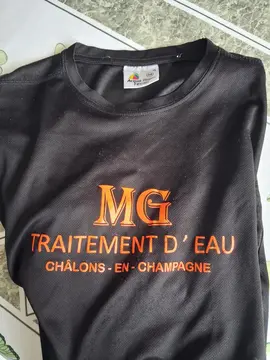 MG
TRAITEMENT D'EAU
CHÂLONS - EN - CHAMPAGNE